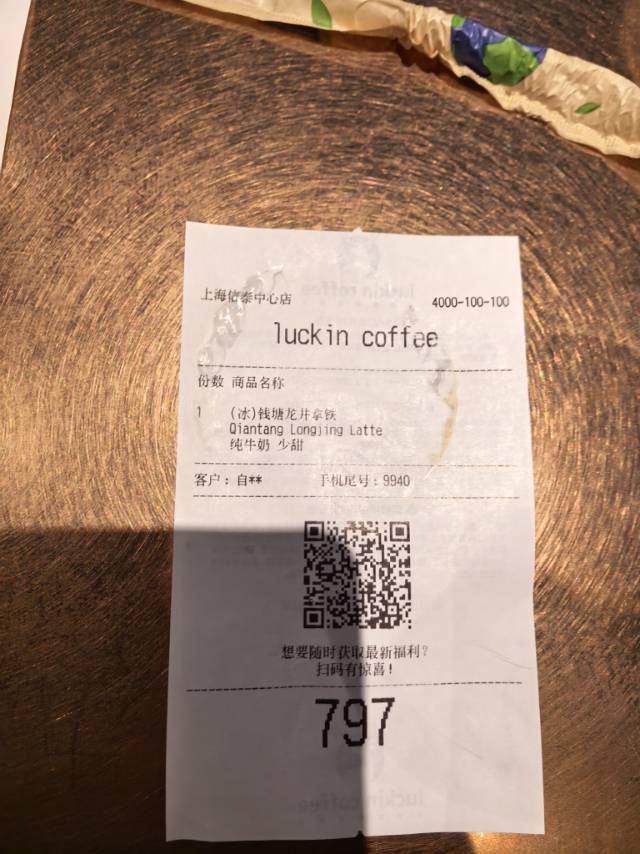 上海信泰中心店 4000-100-100
luckin coffee
份数 商品名称
1 (冰)钱塘龙井拿铁
Qiantang Longjing Latte
纯牛奶 少甜
客户：自** 手机尾号：9940
想要随时获取最新福利?
扫码有惊喜!
797
luckin coffee